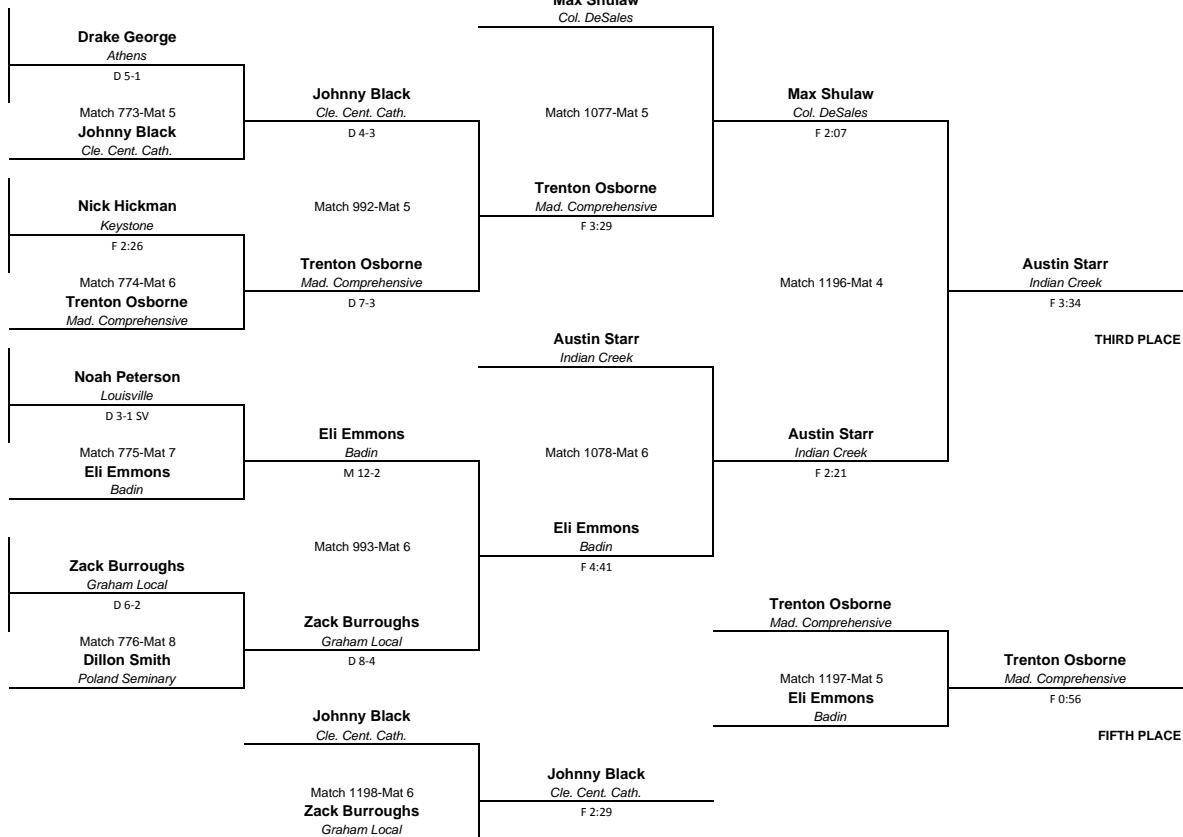 Max Shulaw
Col. DeSales
Drake George
Athens
D 5-1
Match 773-Mat 5
Johnny Black
Cle. Cent. Cath.
Johnny Black
Cle. Cent. Cath.
D 4-3
Match 1077-Mat 5
Max Shulaw
Col. DeSales
F 2:07
Nick Hickman
Keystone
F 2:26
Match 774-Mat 6
Trenton Osborne
Mad. Comprehensive
Match 992-Mat 5
Trenton Osborne
Mad. Comprehensive
D 7-3
Trenton Osborne
Mad. Comprehensive
F 3:29
Match 1196-Mat 4
Austin Starr
Indian Creek
F 3:34
THIRD PLACE
Austin Starr
Indian Creek
Noah Peterson
Louisville
D 3-1 SV
Match 775-Mat 7
Eli Emmons
Badin
Eli Emmons
Badin
M 12-2
Match 1078-Mat 6
Austin Starr
Indian Creek
F 2:21
Match 993-Mat 6
Eli Emmons
Badin
F 4:41
Zack Burroughs
Graham Local
D 6-2
Match 776-Mat 8
Dillon Smith
Poland Seminary
Zack Burroughs
Graham Local
D 8-4
Trenton Osborne
Mad. Comprehensive
Match 1197-Mat 5
Eli Emmons
Badin
Trenton Osborne
Mad. Comprehensive
F 0:56
FIFTH PLACE
Johnny Black
Cle. Cent. Cath.
Match 1198-Mat 6
Zack Burroughs
Graham Local
Johnny Black
Cle. Cent. Cath.
F 2:29